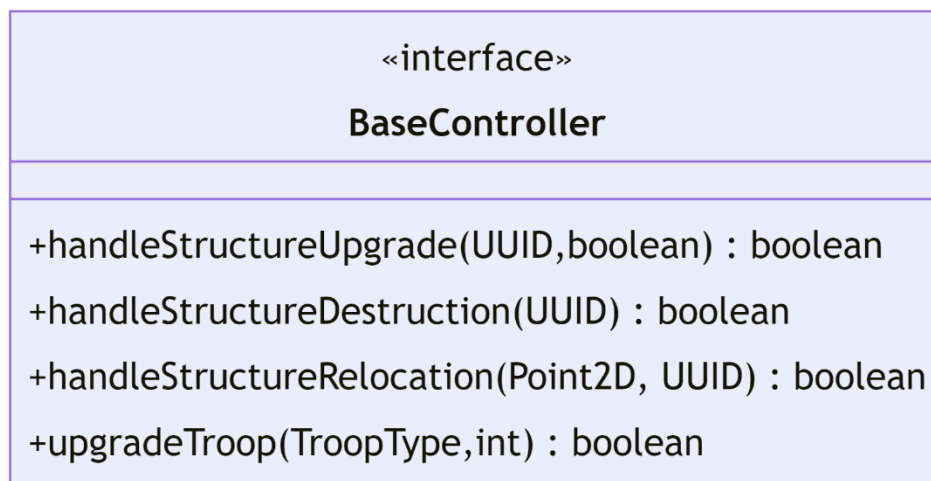 «interface»
BaseController
+handleStructureUpgrade(UUID,boolean) : boolean
+handleStructureDestruction(UUID) : boolean
+handleStructureRelocation(Point2D, UUID) : boolean
+upgradeTroop(TroopType,int) : boolean